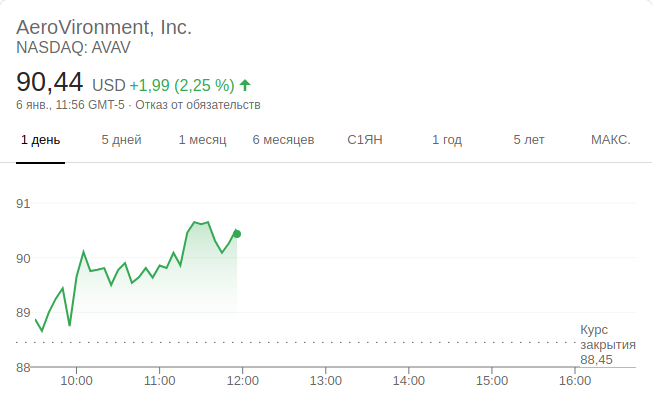 AeroVironment, Inc.
NASDAQ: AVAV
90,44 USD +1,99 (2,25 %)
6 янв., 11:56 GMT-5 · Отказ от обязательств
1 день 5 дней 1 месяц 6 месяцев С1ЯН 1 год 5 лет МАКС.
91
90
89
88
Курс
закрытия
88,45
10:00 11:00 12:00 13:00 14:00 15:00 16:00